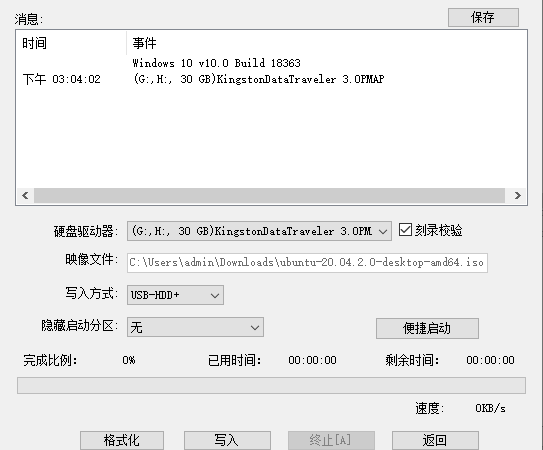 消息:
保存
时间 事件
Windows 10 v10.0 Build 18363
下午 03:04:02 (G:,H:, 30 GB)KingstonDataTraveler 3.0PMAP
硬盘驱动器: (G:,H:, 30 GB)KingstonDataTraveler 3.0PM 刻录校验
映像文件: C:\Users\admin\Downloads\ubuntu-20.04.2.0-desktop-amd64.iso
写入方式: USB-HDD+
隐藏启动分区: 无 便捷启动
完成比例: 0% 已用时间: 00:00:00 剩余时间: 00:00:00
速度: 0KB/s
格式化 写入 终止[A] 返回